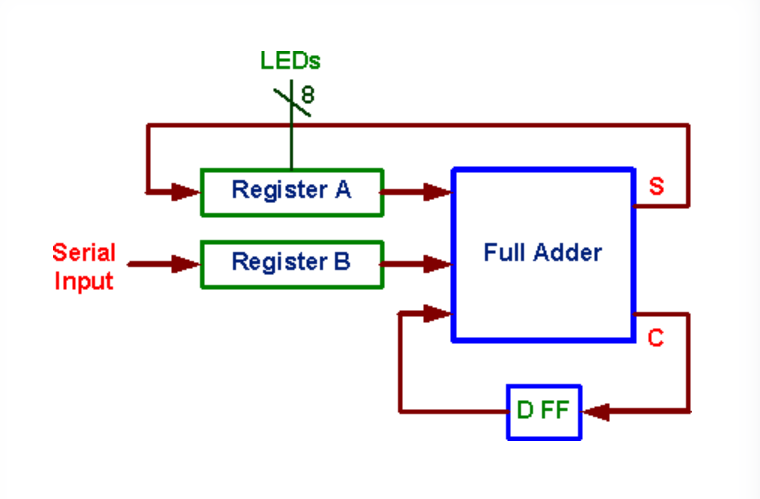 LEDs
8
Register A
S
Serial
Input
Register B
Full Adder
C
D FF